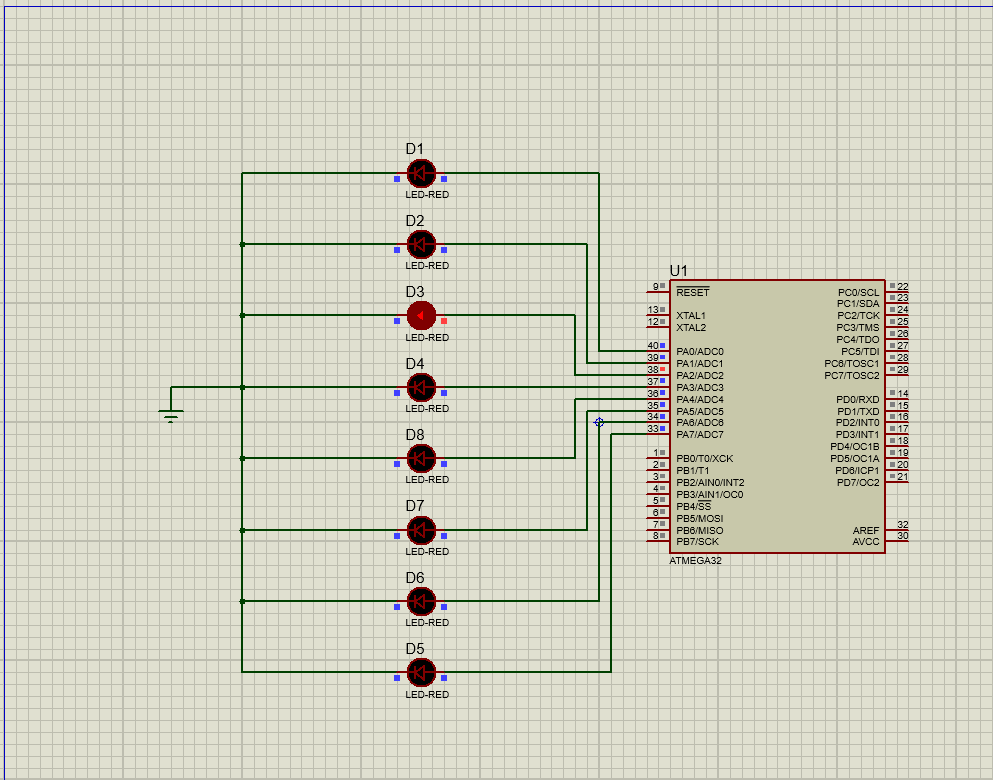 D1
LED-RED
D2
LED-RED
D3
LED-RED
D4
LED-RED
D8
LED-RED
D7
LED-RED
D6
LED-RED
D5
LED-RED
U1
9 RESET PC0/SCL 22
PC1/SDA 23
13 XTAL1 PC2/TCK 24
12 XTAL2 PC3/TMS 25
PC4/TDO 26
40 PA0/ADC0 PC5/TDI 27
39 PA1/ADC1 PC6/TOSC1 28
38 PA2/ADC2 PC7/TOSC2 29
37 PA3/ADC3
36 PA4/ADC4 PD0/RXD 14
35 PA5/ADC5 PD1/TXD 15
34 PA6/ADC6 PD2/INT0 16
33 PA7/ADC7 PD3/INT1 17
PD4/OC1B 18
1 PB0/T0/XCK PD5/OC1A 19
2 PB1/T1 PD6/ICP1 20
3 PB2/AIN0/INT2 PD7/OC2 21
4 PB3/AIN1/OC0
5 PB4/SS
6 PB5/MOSI
7 PB6/MISO AREF 32
8 PB7/SCK AVCC 30
ATMEGA32